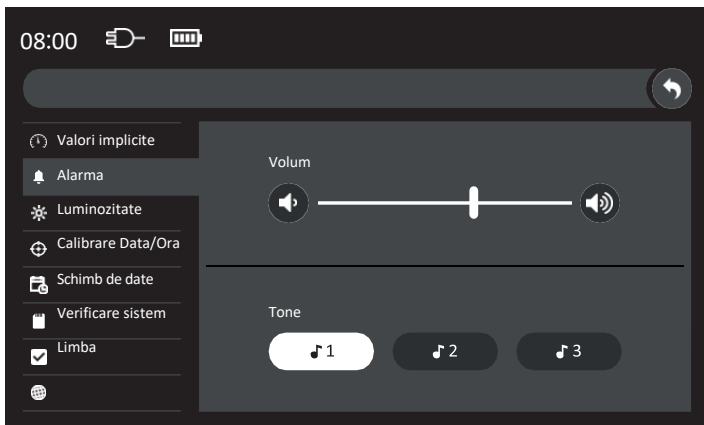 08:00
Valori implicite
Alarma
Luminozitate
Calibrare Data/Ora
Schimb de date
Verificare sistem
Limba
Volum
Tone
1
2
3